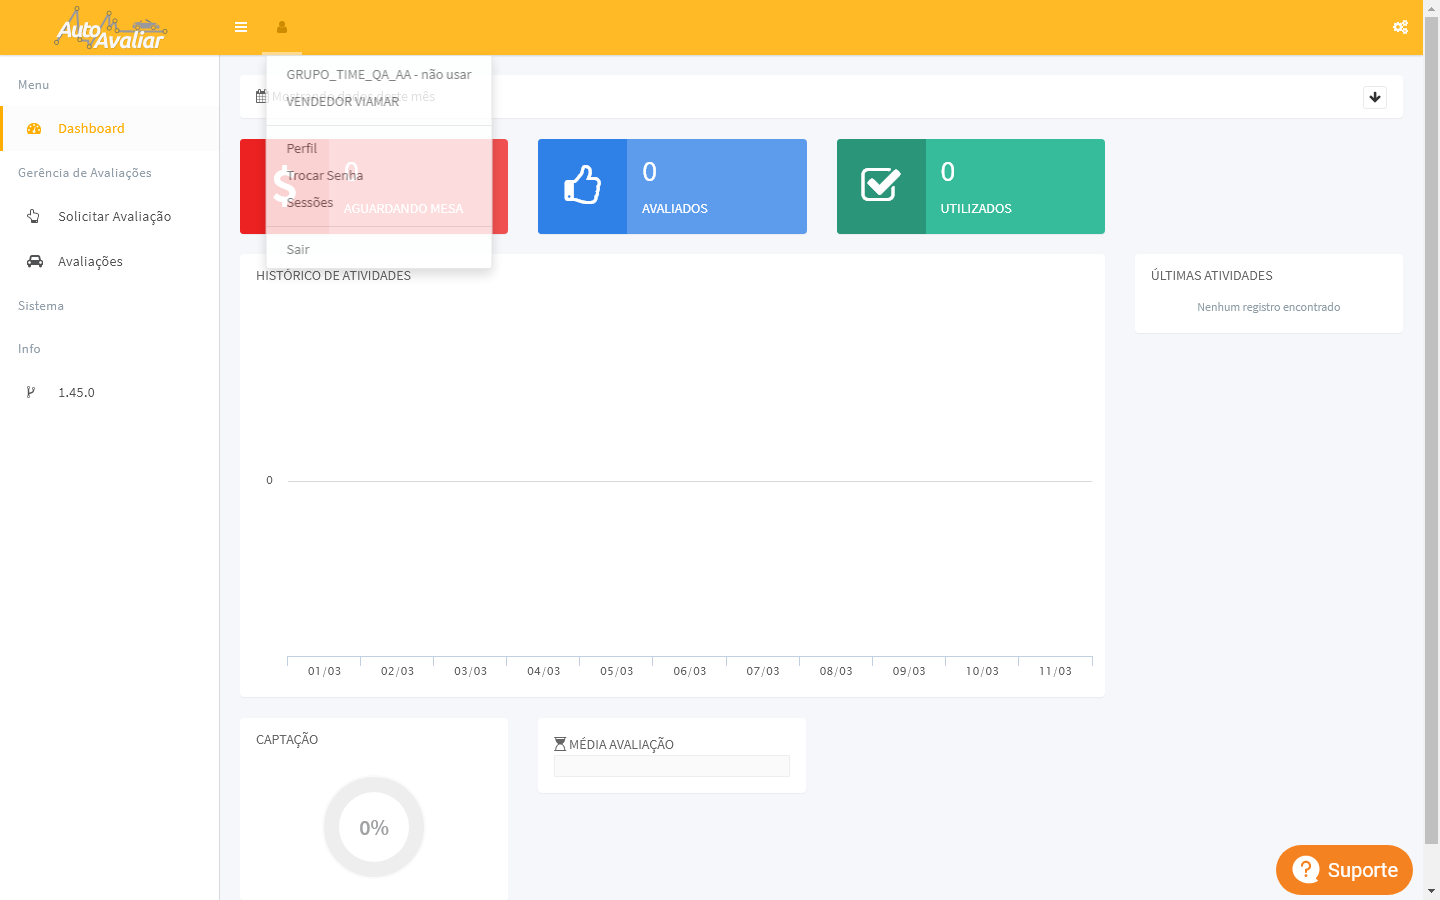 Auto Avaliar
Menu
Dashboard
Gerência de Avaliações
Solicitar Avaliação
Avaliações
Sistema
Info
1.45.0
GRUPO_TIME_QA_AA - não usar
Mostrando dados deste mês
VENDEDOR VIAMAR
Perfil
Trocar Senha
Sessões
Sair
$
0
AGUARDANDO MESA
0
AVALIADOS
0
UTILIZADOS
HISTÓRICO DE ATIVIDADES
0
01/03 02/03 03/03 04/03 05/03 06/03 07/03 08/03 09/03 10/03 11/03
ÚLTIMAS ATIVIDADES
Nenhum registro encontrado
CAPTAÇÃO
0%
MÉDIA AVALIAÇÃO
Suporte